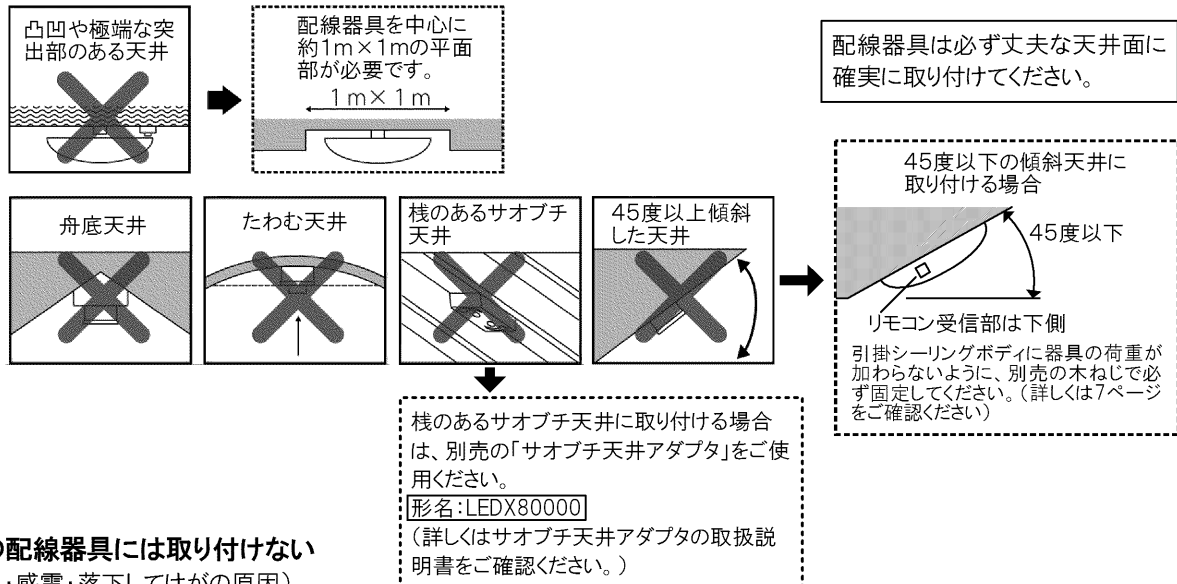 凸凹や極端な突
出部のある天井
配線器具を中心に
約1m×1mの平面
部が必要です。
1m×1m
配線器具は必ず丈夫な天井面に
確実に取り付けてください。
舟底天井
たわむ天井
桟のあるサオブチ
天井
45度以上傾斜
した天井
45度以下の傾斜天井に
取り付ける場合
45度以下
リモコン受信部は下側
引掛シーリングボディに器具の荷重が
加わらないように、別売の木ねじで必
ず固定してください。(詳しくは7ページ
をご確認ください)
桟のあるサオブチ天井に取り付ける場合
は、別売の「サオブチ天井アダプタ」をご使
用ください。
形名:LEDX80000
(詳しくはサオブチ天井アダプタの取扱説
明書をご確認ください。)
の配線器具には取り付けない
・感電・落下してけがの原因)